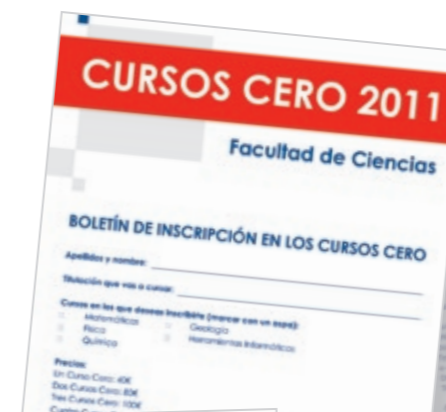 CURSOS CERO 2011
Facultad de Ciencias
BOLETÍN DE INSCRIPCIÓN EN LOS CURSOS CERO
Apellidos y nombre:
Titulación que vas a cursar:
Cursos en los que deseas inscribirte (marcar con un aspa):
Matemáticas Geología
Física Herramientas Informáticas
Química
Precios:
Un Curso Cero: 40€
Dos Cursos Cero: 80€
Tres Cursos Cero: 100€